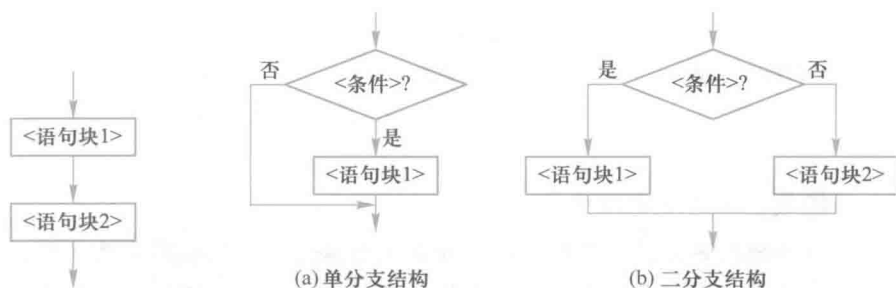 <语句块1>
<语句块2>
否
<条件>?
是
<语句块1>
(a) 单分支结构
是
<条件>?
否
<语句块1>
<语句块2>
(b) 二分支结构